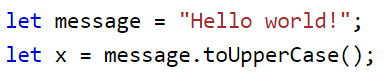 let message = "Hello world!";
let x = message.toUpperCase();